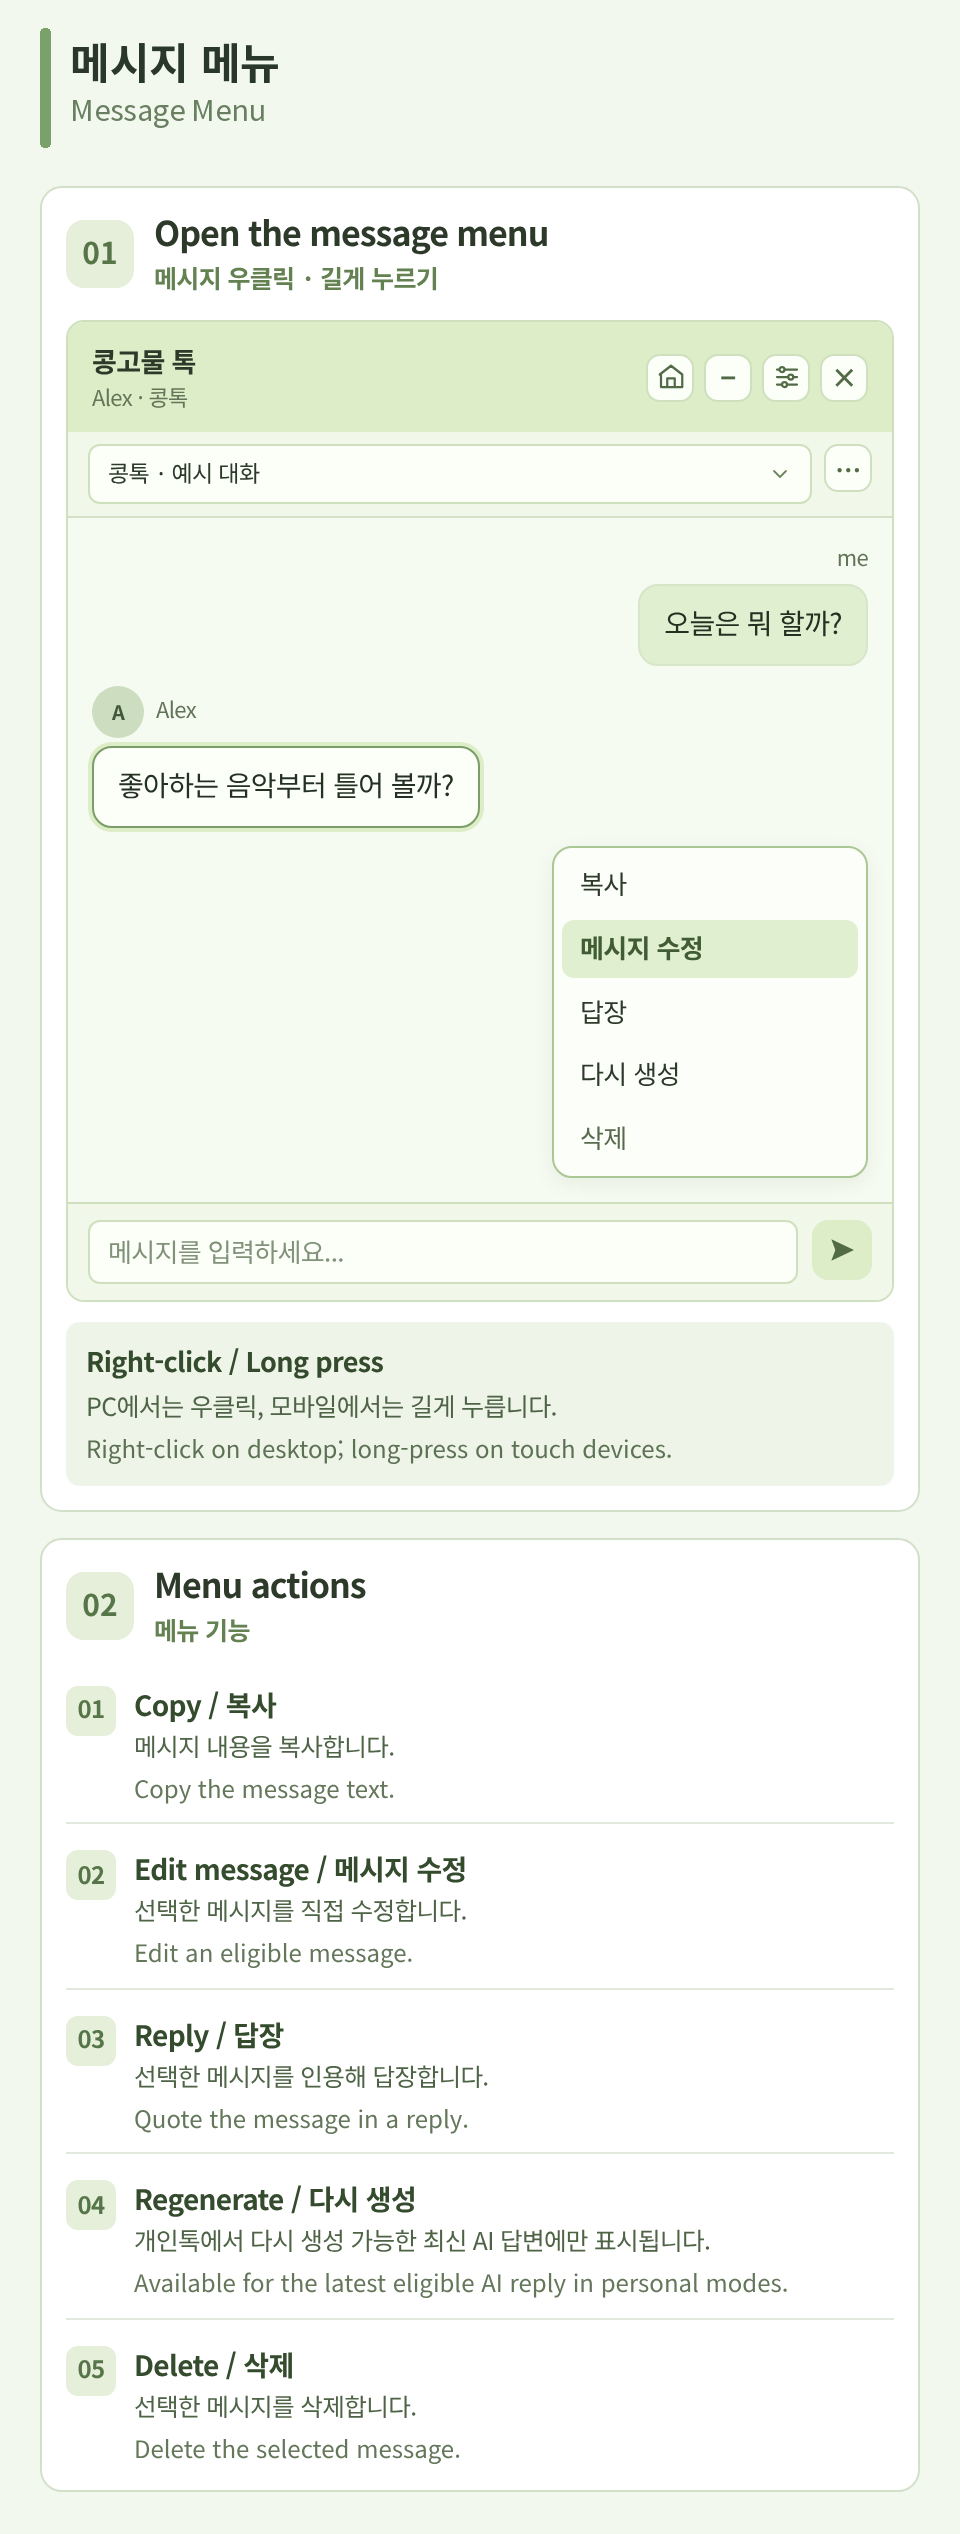 메시지 메뉴
Message Menu
01
Open the message menu
메시지 우클릭 · 길게 누르기
콩고물 톡
Alex · 콩톡
콩톡 · 예시 대화
me
오늘은 뭐 할까?
A
Alex
좋아하는 음악부터 틀어 볼까?
복사
메시지 수정
답장
다시 생성
삭제
메시지를 입력하세요...
Right-click / Long press
PC에서는 우클릭, 모바일에서는 길게 누릅니다.
Right-click on desktop; long-press on touch devices.
02
Menu actions
메뉴 기능
01
Copy / 복사
메시지 내용을 복사합니다.
Copy the message text.
02
Edit message / 메시지 수정
선택한 메시지를 직접 수정합니다.
Edit an eligible message.
03
Reply / 답장
선택한 메시지를 인용해 답장합니다.
Quote the message in a reply.
04
Regenerate / 다시 생성
개인톡에서 다시 생성 가능한 최신 AI 답변에만 표시됩니다.
Available for the latest eligible AI reply in personal modes.
05
Delete / 삭제
선택한 메시지를 삭제합니다.
Delete the selected message.